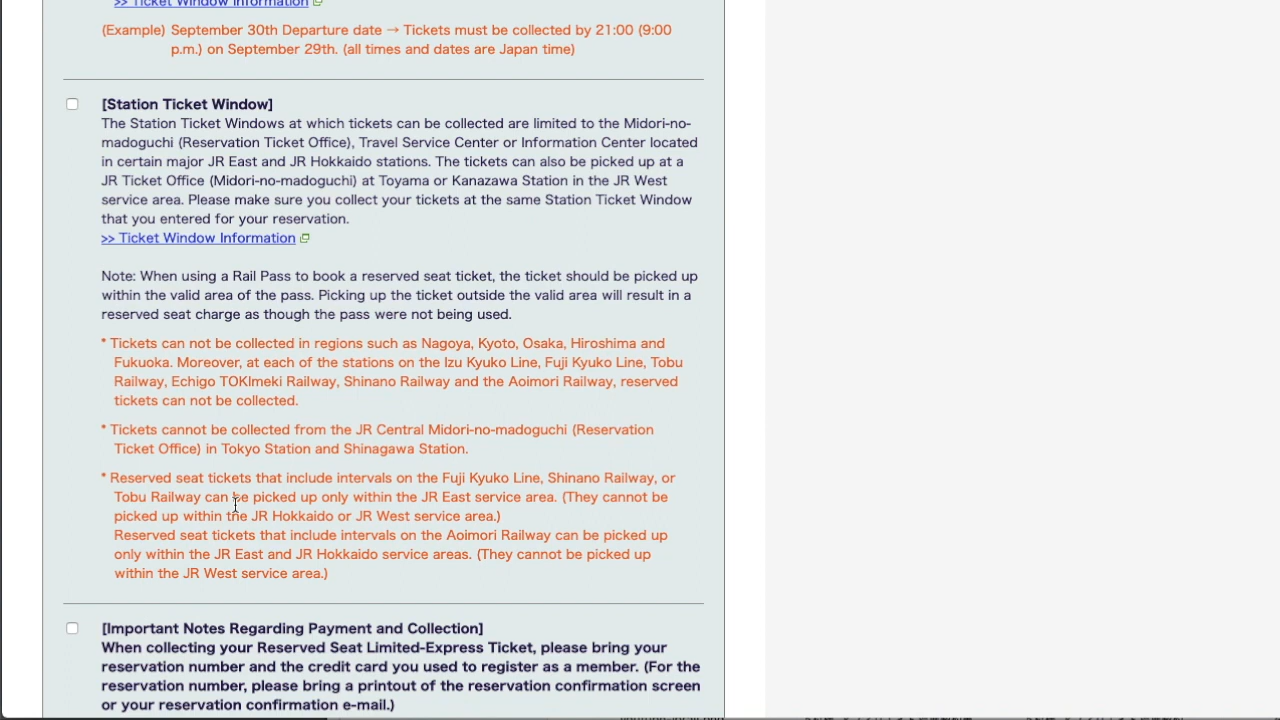 >> Ticket Window Information
(Example) September 30th Departure date → Tickets must be collected by 21:00 (9:00
p.m.) on September 29th. (all times and dates are Japan time)
[Station Ticket Window]
The Station Ticket Windows at which tickets can be collected are limited to the Midori-no-
madoguchi (Reservation Ticket Office), Travel Service Center or Information Center located
in certain major JR East and JR Hokkaido stations. The tickets can also be picked up at a
JR Ticket Office (Midori-no-madoguchi) at Toyama or Kanazawa Station in the JR West
service area. Please make sure you collect your tickets at the same Station Ticket Window
that you entered for your reservation.
>> Ticket Window Information
Note: When using a Rail Pass to book a reserved seat ticket, the ticket should be picked up
within the valid area of the pass. Picking up the ticket outside the valid area will result in a
reserved seat charge as though the pass were not being used.
* Tickets can not be collected in regions such as Nagoya, Kyoto, Osaka, Hiroshima and
Fukuoka. Moreover, at each of the stations on the Izu Kyuko Line, Fuji Kyuko Line, Tobu
Railway, Echigo TOKImeki Railway, Shinano Railway and the Aoimori Railway, reserved
tickets can not be collected.
* Tickets cannot be collected from the JR Central Midori-no-madoguchi (Reservation
Ticket Office) in Tokyo Station and Shinagawa Station.
* Reserved seat tickets that include intervals on the Fuji Kyuko Line, Shinano Railway, or
Tobu Railway can be picked up only within the JR East service area. (They cannot be
picked up within the JR Hokkaido or JR West service area.)
Reserved seat tickets that include intervals on the Aoimori Railway can be picked up
only within the JR East and JR Hokkaido service areas. (They cannot be picked up
within the JR West service area.)
[Important Notes Regarding Payment and Collection]
When collecting your Reserved Seat Limited-Express Ticket, please bring your
reservation number and the credit card you used to register as a member. (For the
reservation number, please bring a printout of the reservation confirmation screen
or your reservation confirmation e-mail.)